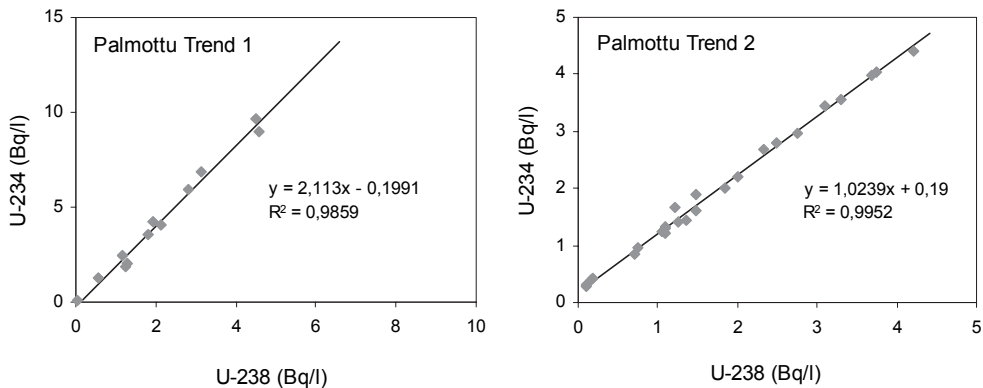 Palmottu Trend 1
15
10
5
0
U-234 (Bq/l)
y = 2,113x - 0,1991
R² = 0,9859
0 2 4 6 8 10
U-238 (Bq/l)
Palmottu Trend 2
5
4
3
2
1
0
U-234 (Bq/l)
y = 1,0239x + 0,19
R² = 0,9952
0 1 2 3 4 5
U-238 (Bq/l)